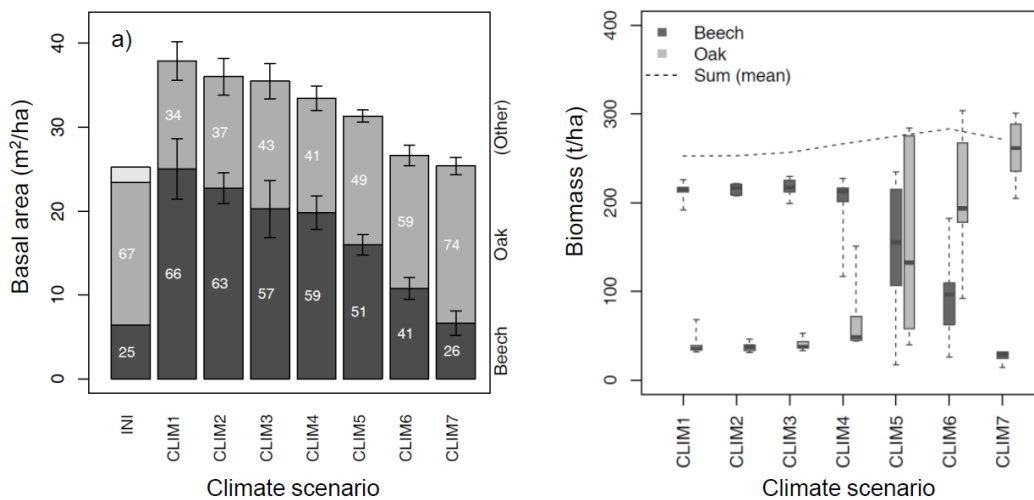 a)
Basal area (m²/ha)
40
30
20
10
0
67
25
34
66
37
63
43
57
41
59
49
51
59
41
74
26
(Other)
Oak
Beech
INI
CLIM1
CLIM2
CLIM3
CLIM4
CLIM5
CLIM6
CLIM7
Climate scenario
Biomass (t/ha)
400
300
200
100
0
Beech
Oak
Sum (mean)
CLIM1
CLIM2
CLIM3
CLIM4
CLIM5
CLIM6
CLIM7
Climate scenario